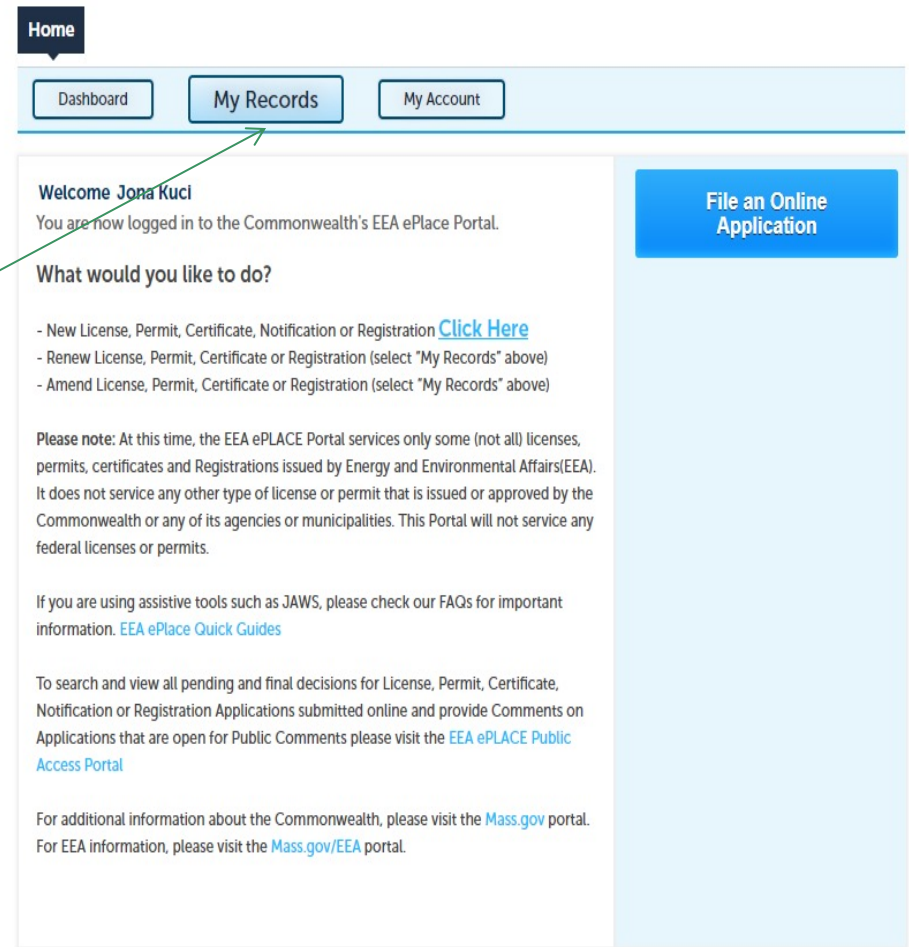 Home
Dashboard My Records My Account
Welcome Jona Kuci
You are now logged in to the Commonwealth's EEA ePlace Portal.
File an Online
Application
What would you like to do?
- New License, Permit, Certificate, Notification or Registration Click Here
- Renew License, Permit, Certificate or Registration (select "My Records" above)
- Amend License, Permit, Certificate or Registration (select "My Records" above)
Please note: At this time, the EEA ePLACE Portal services only some (not all) licenses,
permits, certificates and Registrations issued by Energy and Environmental Affairs(EEA).
It does not service any other type of license or permit that is issued or approved by the
Commonwealth or any of its agencies or municipalities. This Portal will not service any
federal licenses or permits.
If you are using assistive tools such as JAWS, please check our FAQs for important
information. EEA ePlace Quick Guides
To search and view all pending and final decisions for License, Permit, Certificate,
Notification or Registration Applications submitted online and provide Comments on
Applications that are open for Public Comments please visit the EEA ePLACE Public
Access Portal
For additional information about the Commonwealth, please visit the Mass.gov portal.
For EEA information, please visit the Mass.gov/EEA portal.